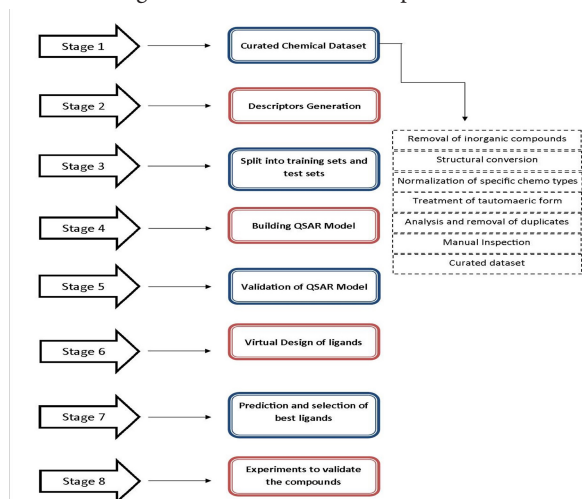 Stage 1
Curated Chemical Dataset
Stage 2
Descriptors Generation
Removal of inorganic compounds
Structural conversion
Normalization of specific chemo types
Treatment of tautomaeric form
Analysis and removal of duplicates
Manual Inspection
Curated dataset
Stage 3
Split into training sets and
test sets
Stage 4
Building QSAR Model
Stage 5
Validation of QSAR Model
Stage 6
Virtual Design of ligands
Stage 7
Prediction and selection of
best ligands
Stage 8
Experiments to validate
the compounds